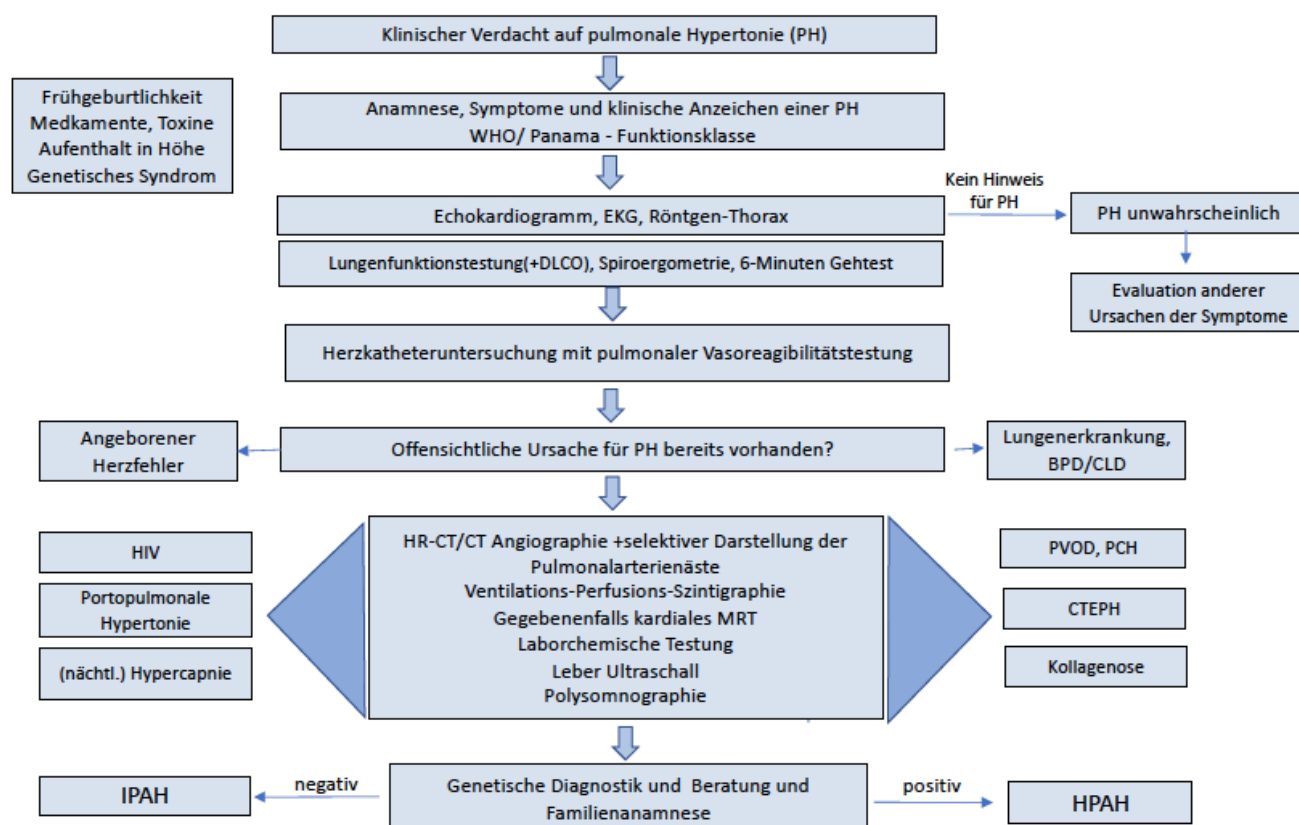 Klinischer Verdacht auf pulmonale Hypertonie (PH)
Frühgeburtlichkeit
Medkamente, Toxine
Aufenthalt in Höhe
Genetisches Syndrom
Anamnese, Symptome und klinische Anzeichen einer PH
WHO/ Panama - Funktionsklasse
Echokardiogramm, EKG, Röntgen-Thorax
Kein Hinweis
für PH
PH unwahrscheinlich
Lungenfunktionstestung(+DLCO), Spiroergometrie, 6-Minuten Gehtest
Evaluation anderer
Ursachen der Symptome
Herzkatheteruntersuchung mit pulmonaler Vasoreagibilitätstestung
Angeborener
Herzfehler
Offensichtliche Ursache für PH bereits vorhanden?
Lungenerkrankung,
BPD/CLD
HIV
Portopulmonale
Hypertonie
(nächtl.) Hypercapnie
HR-CT/CT Angiographie +selektiver Darstellung der
Pulmonalarterienäste
Ventilations-Perfusions-Szintigraphie
Gegebenenfalls kardiales MRT
Laborchemische Testung
Leber Ultraschall
Polysomnographie
PVOD, PCH
CTEPH
Kollagenose
IPAH
negativ
Genetische Diagnostik und Beratung und
Familienanamnese
positiv
HPAH